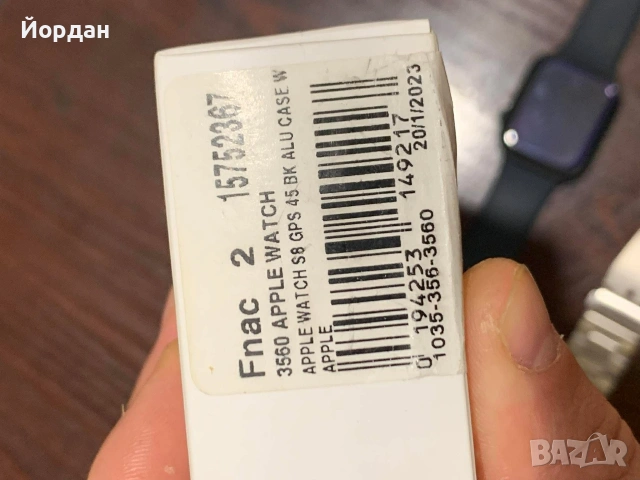 Йордан
Fnac 2 15752367
3560 APPLE WATCH
APPLE WATCH S8 GPS 45 BK ALU CASE W
APPLE
0 194253 149217
1035-356-3560 20/1/2023
BAZAR